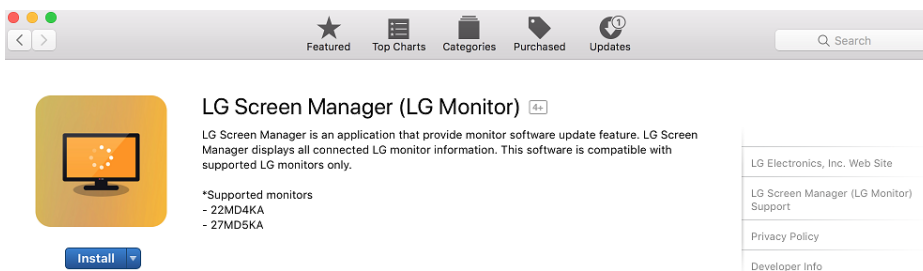 Featured
Top Charts
Categories
Purchased
1
Updates
Search
LG Screen Manager (LG Monitor) 4+
LG Screen Manager is an application that provide monitor software update feature. LG Screen
Manager displays all connected LG monitor information. This software is compatible with
supported LG monitors only.
*Supported monitors
- 22MD4KA
- 27MD5KA
Install
LG Electronics, Inc. Web Site
LG Screen Manager (LG Monitor)
Support
Privacy Policy
Developer Info